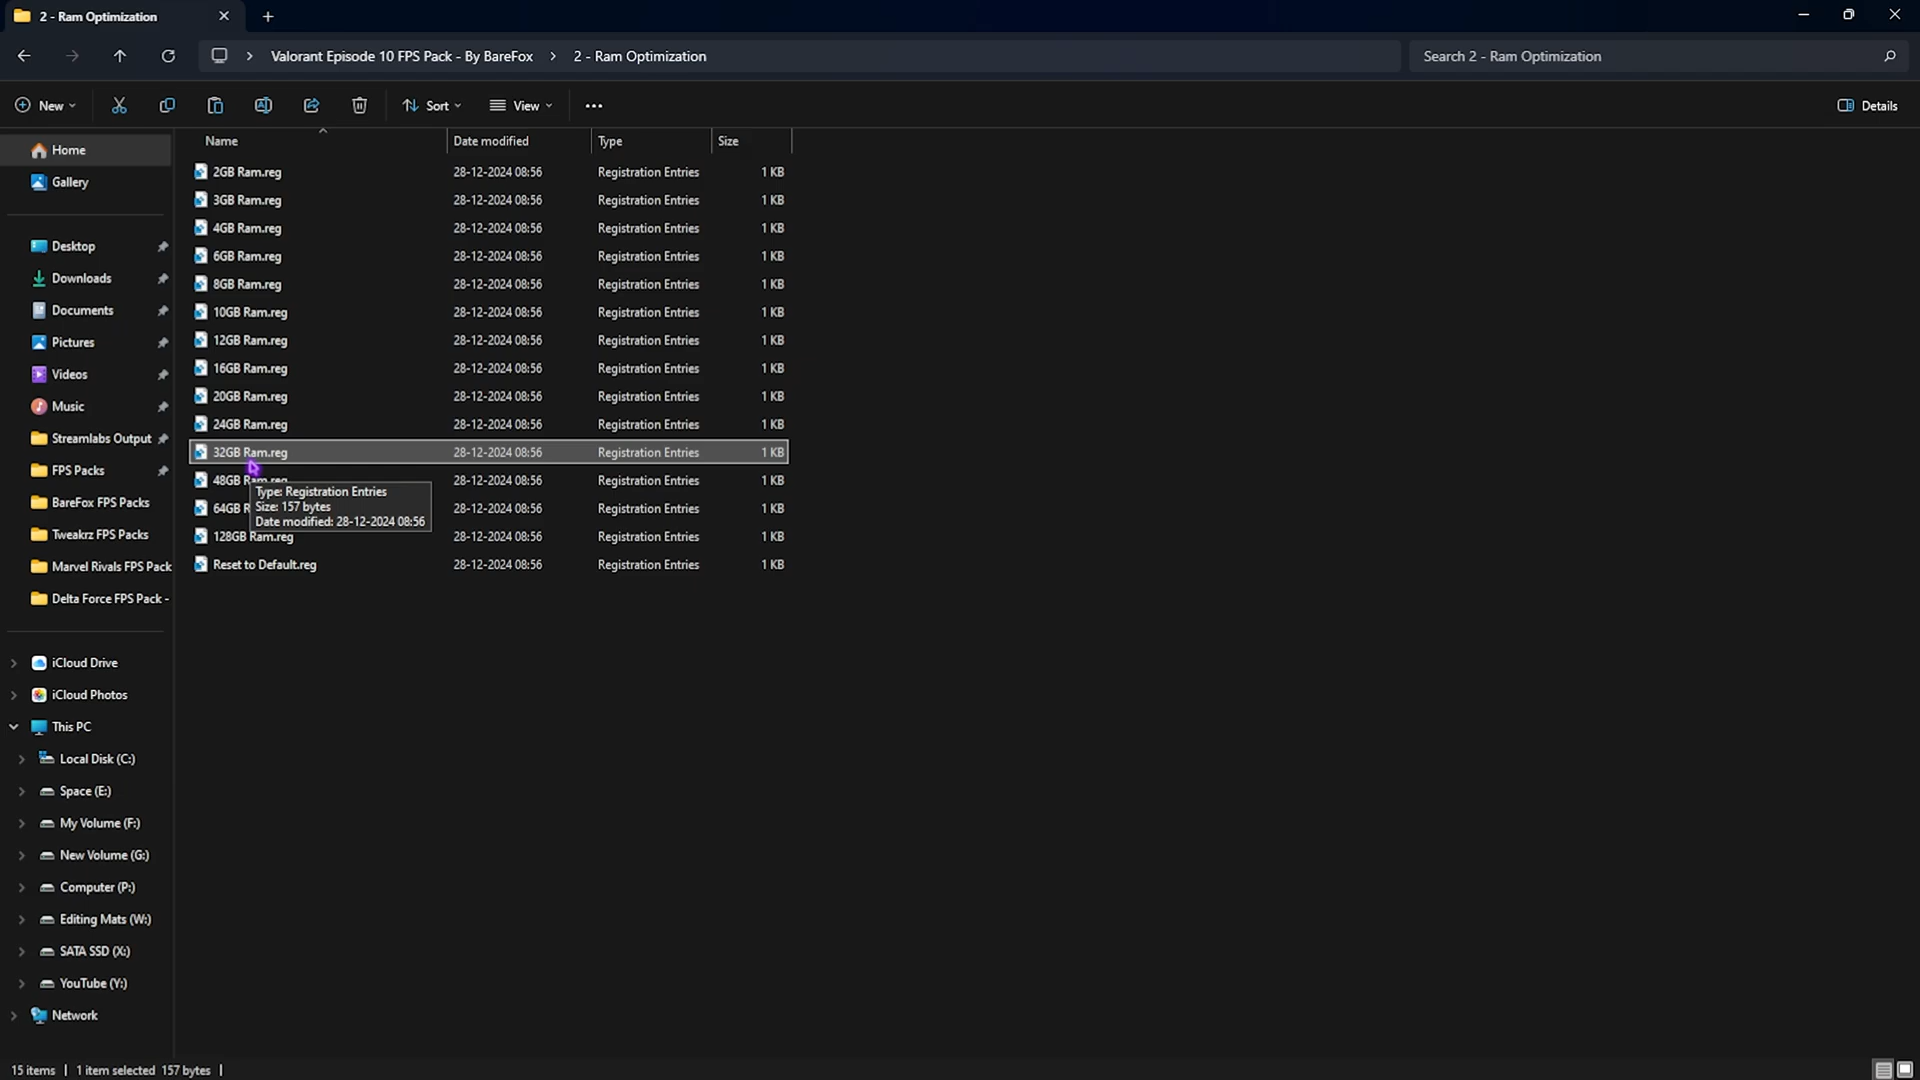 2 - Ram Optimization
Valorant Episode 10 FPS Pack - By BareFox > 2 - Ram Optimization
Search 2 - Ram Optimization
New
Sort
View
Details
Name Date modified Type Size
Home
Gallery
Desktop
Downloads
Documents
Pictures
Videos
Music
Streamlabs Output
FPS Packs
BareFox FPS Packs
Tweakrz FPS Packs
Marvel Rivals FPS Pack
Delta Force FPS Pack -
iCloud Drive
iCloud Photos
This PC
Local Disk (C:)
Space (E:)
My Volume (F:)
New Volume (G:)
Computer (P:)
Editing Mats (W:)
SATA SSD (X:)
YouTube (Y:)
Network
2GB Ram.reg 28-12-2024 08:56 Registration Entries 1 KB
3GB Ram.reg 28-12-2024 08:56 Registration Entries 1 KB
4GB Ram.reg 28-12-2024 08:56 Registration Entries 1 KB
6GB Ram.reg 28-12-2024 08:56 Registration Entries 1 KB
8GB Ram.reg 28-12-2024 08:56 Registration Entries 1 KB
10GB Ram.reg 28-12-2024 08:56 Registration Entries 1 KB
12GB Ram.reg 28-12-2024 08:56 Registration Entries 1 KB
16GB Ram.reg 28-12-2024 08:56 Registration Entries 1 KB
20GB Ram.reg 28-12-2024 08:56 Registration Entries 1 KB
24GB Ram.reg 28-12-2024 08:56 Registration Entries 1 KB
32GB Ram.reg 28-12-2024 08:56 Registration Entries 1 KB
48GB Ram.reg 28-12-2024 08:56 Registration Entries 1 KB
64GB 28-12-2024 08:56 Registration Entries 1 KB
128GB Ram.reg 28-12-2024 08:56 Registration Entries 1 KB
Reset to Default.reg 28-12-2024 08:56 Registration Entries 1 KB
Type: Registration Entries
Size: 157 bytes
Date modified: 28-12-2024 08:56
15 items | 1 item selected 157 bytes |